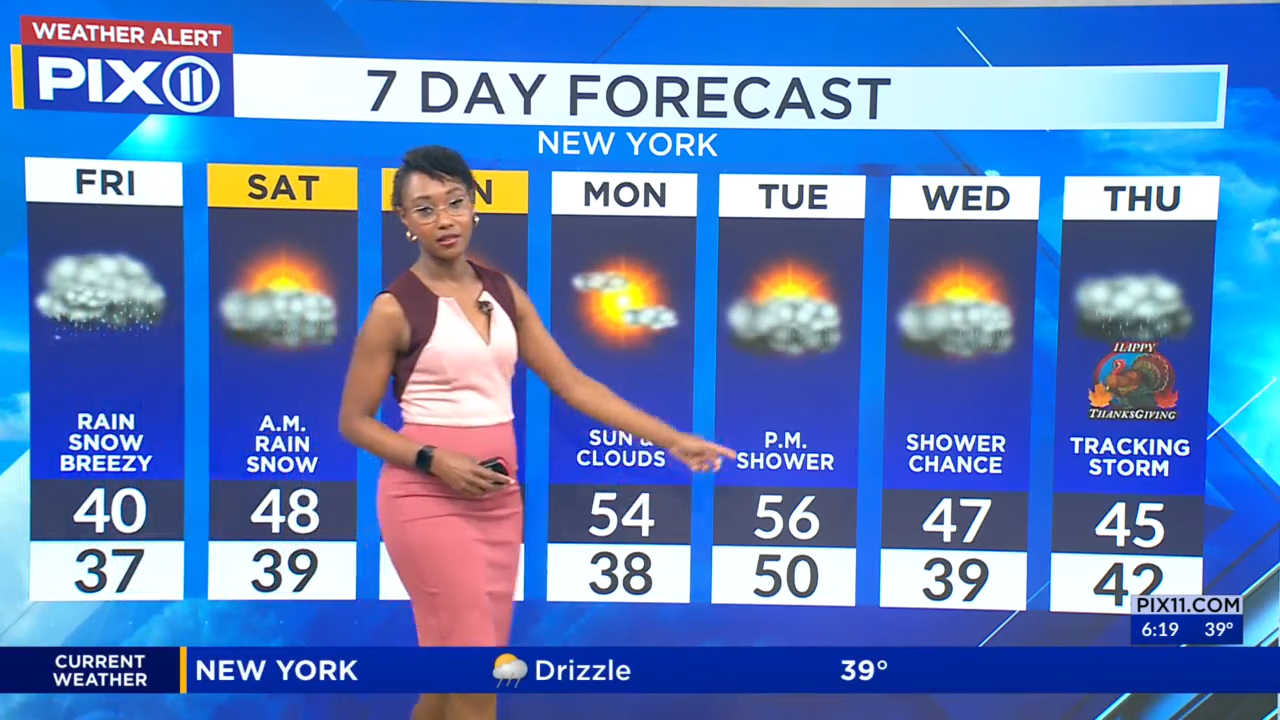 WEATHER ALERT
PIX11
7 DAY FORECAST
NEW YORK
FRI
SAT
MON
TUE
WED
THU
HAPPY
THANKSGIVING
RAIN
SNOW
BREEZY
A.M.
RAIN
SNOW
SUN &
CLOUDS
P.M.
SHOWER
SHOWER
CHANCE
TRACKING
STORM
40
48
54
56
47
45
37
39
38
50
39
42
PIX11.COM
6:19 39°
CURRENT
WEATHER
NEW YORK
Drizzle
39°